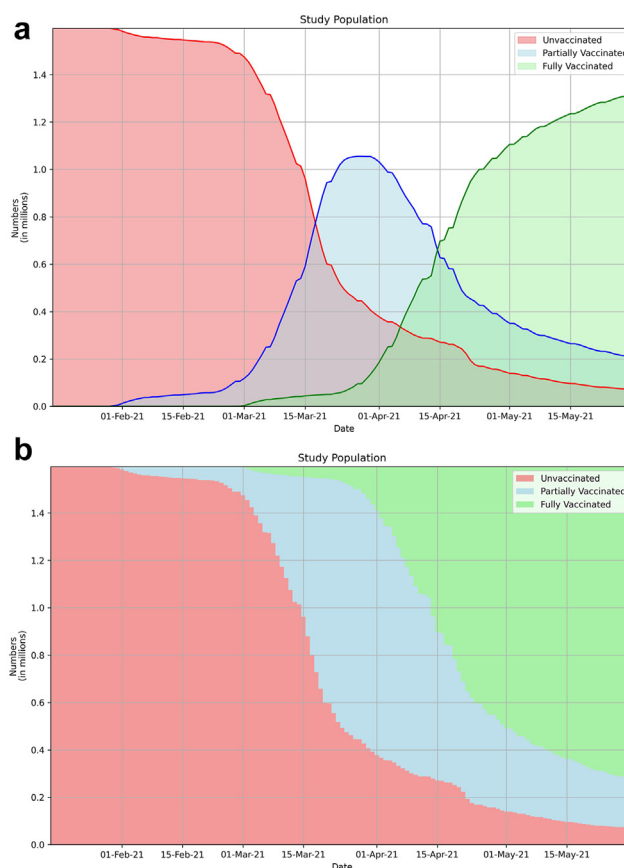 a
Study Population
Unvaccinated
Partially Vaccinated
Fully Vaccinated
Numbers
(in millions)
1.4
1.2
1.0
0.8
0.6
0.4
0.2
0.0
01-Feb-21 15-Feb-21 01-Mar-21 15-Mar-21 01-Apr-21 15-Apr-21 01-May-21 15-May-21
Date
b
Study Population
Unvaccinated
Partially Vaccinated
Fully Vaccinated
Numbers
(in millions)
1.4
1.2
1.0
0.8
0.6
0.4
0.2
0.0
01-Feb-21 15-Feb-21 01-Mar-21 15-Mar-21 01-Apr-21 15-Apr-21 01-May-21 15-May-21
Date